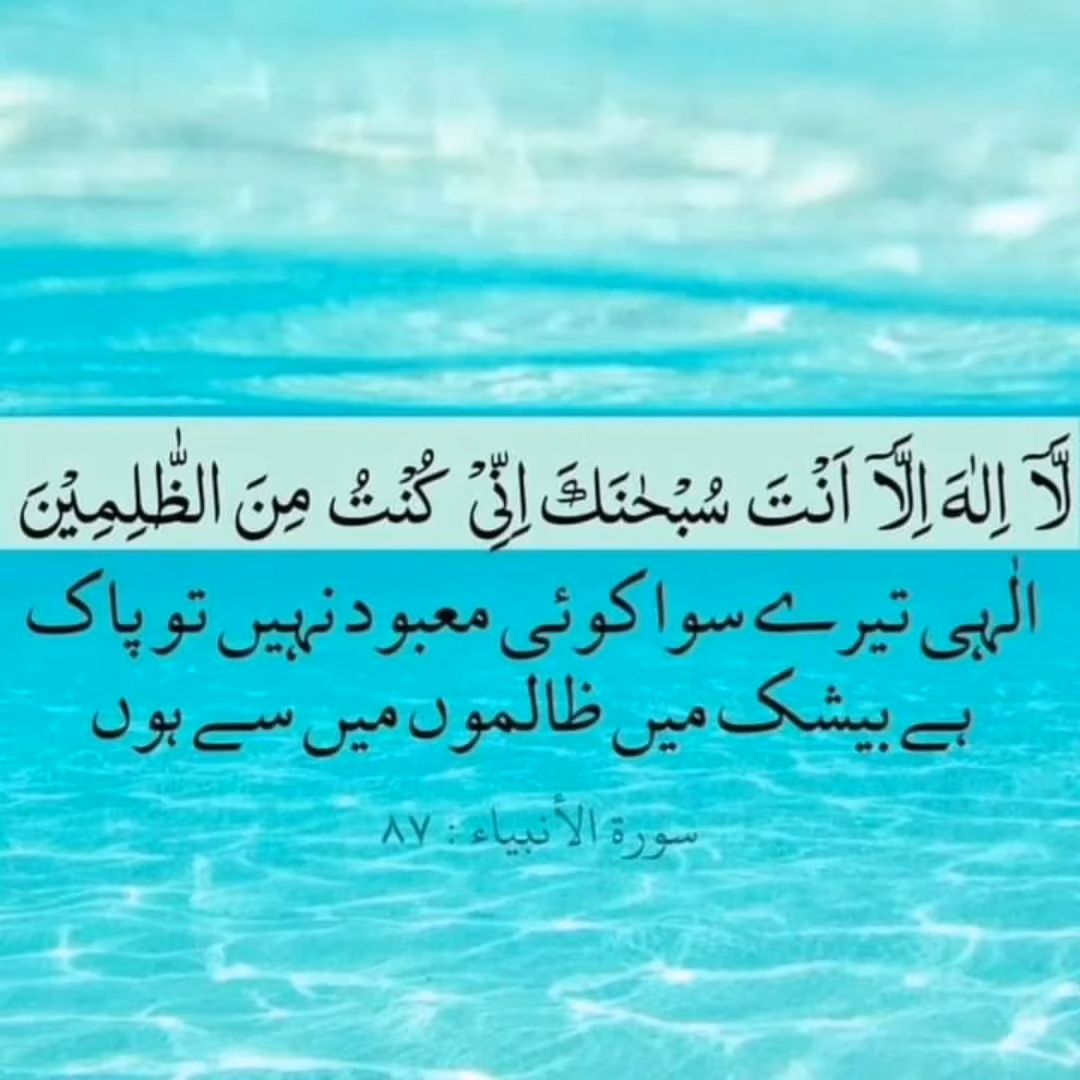 لَّاۤ اِلٰهَ اِلَّاۤ اَنْتَ سُبْحٰنَكَ ۖۗ اِنِّیْ كُنْتُ مِنَ الظّٰلِمِیْنَ
الٰہی تیرے سوا کوئی معبود نہیں تو پاک
ہے بیشک میں ظالموں میں سے ہوں
سورة الأنبياء : ٨٧